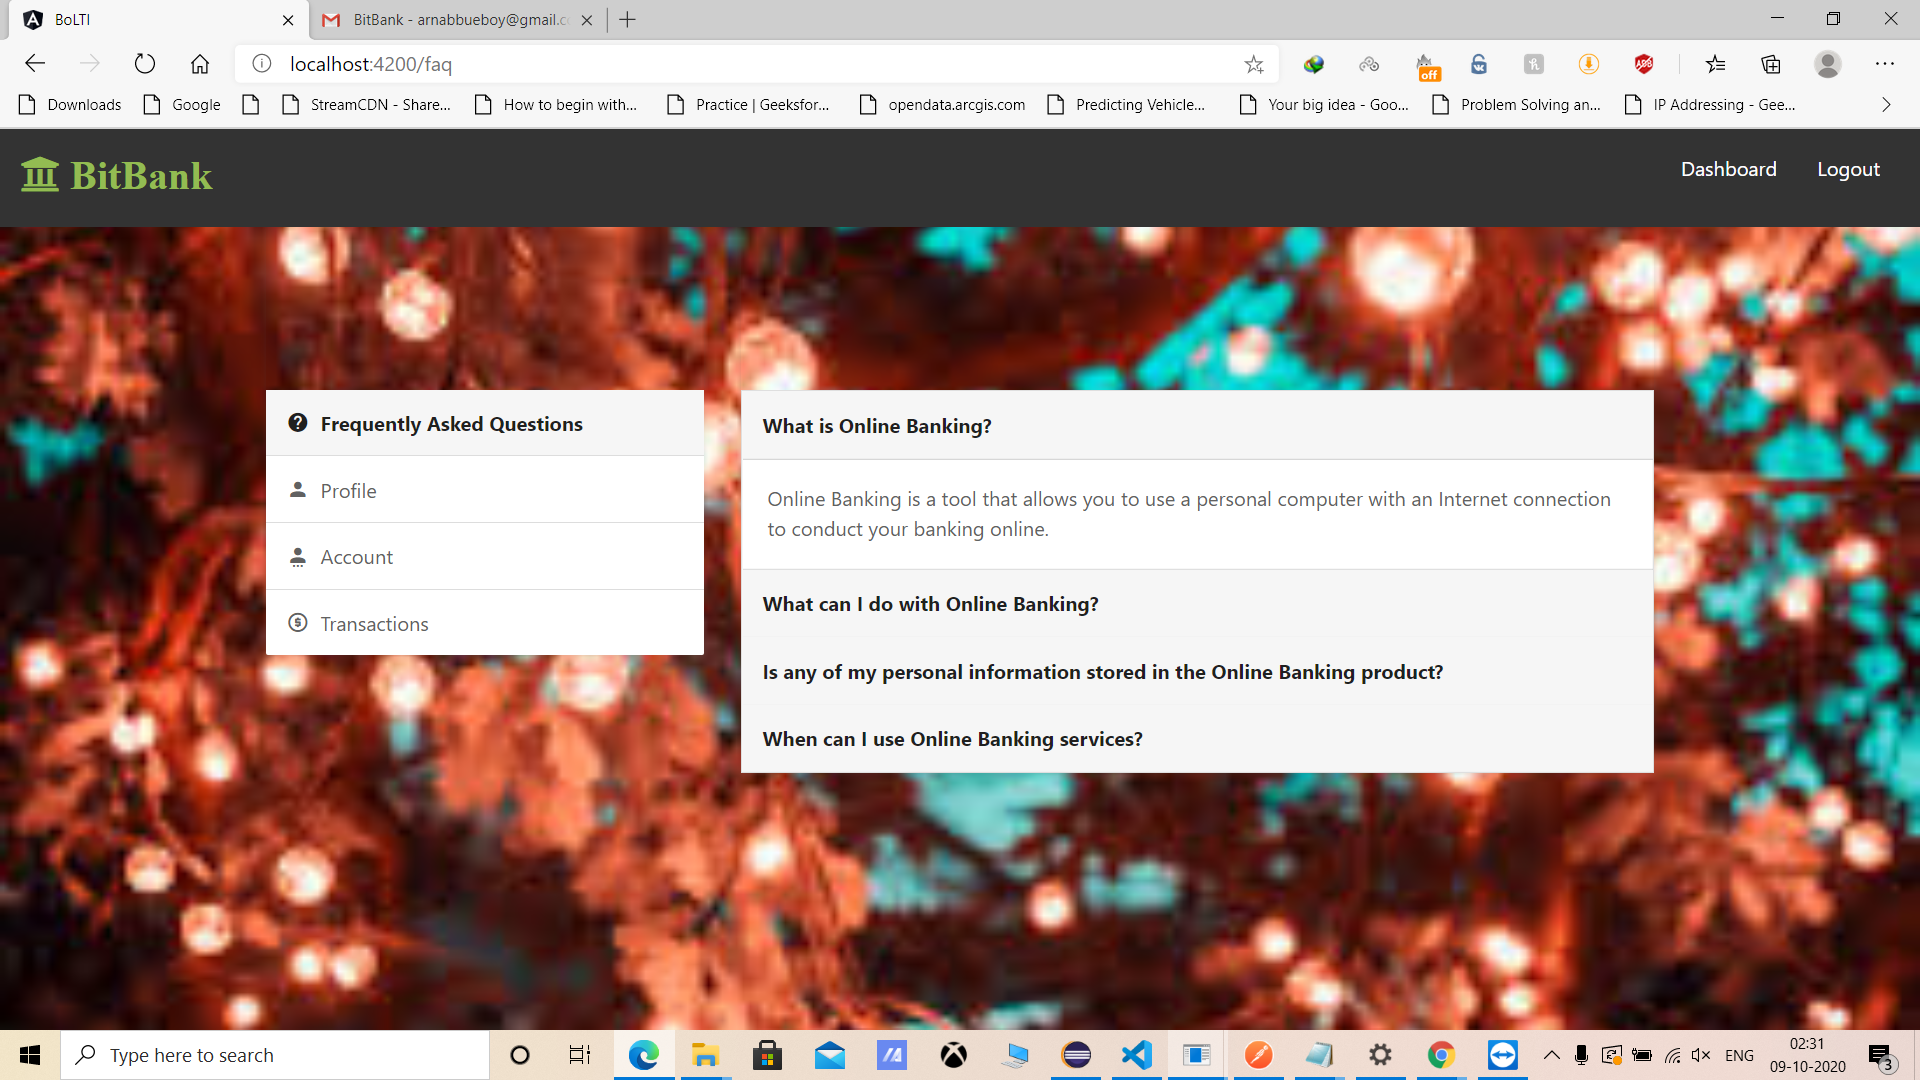 BoLTI
BitBank - arnabbueboy@gmail.c
localhost:4200/faq
off
Downloads
Google
StreamCDN - Share...
How to begin with...
Practice | Geeksfor...
opendata.arcgis.com
Predicting Vehicle...
Your big idea - Goo...
Problem Solving an...
IP Addressing - Gee...
BitBank
Dashboard
Logout
Frequently Asked Questions
Profile
Account
Transactions
What is Online Banking?
Online Banking is a tool that allows you to use a personal computer with an Internet connection
to conduct your banking online.
What can I do with Online Banking?
Is any of my personal information stored in the Online Banking product?
When can I use Online Banking services?
Type here to search
ENG
02:31
09-10-2020
3